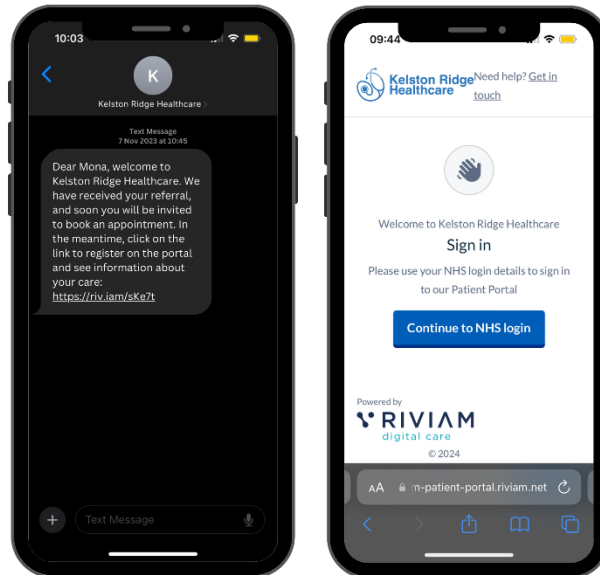 10:03
K
Kelston Ridge Healthcare
Text Message
7 Nov 2023 at 10:45
Dear Mona, welcome to
Kelston Ridge Healthcare. We
have received your referral,
and soon you will be invited
to book an appointment. In
the meantime, click on the
link to register on the portal
and see information about
your care:
https://riv.iam/sKe7t
Text Message
09:44
Kelston Ridge
Healthcare
Need help? Get in
touch
Welcome to Kelston Ridge Healthcare
Sign in
Please use your NHS login details to sign in
to our Patient Portal
Continue to NHS login
Powered by
RIVIAM
digital care
© 2024
AA m-patient-portal.riviam.net